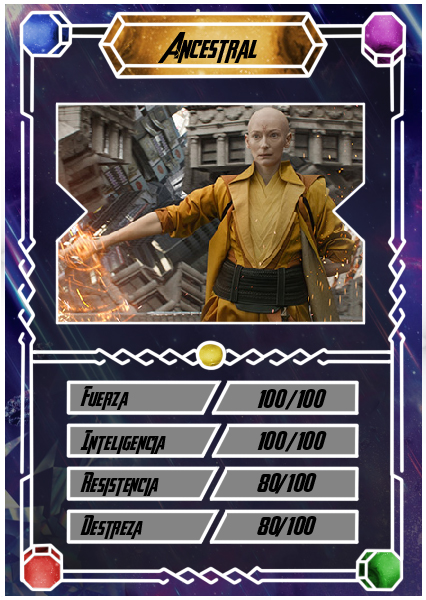 Ancestral
Fuerza 100/100
Inteligencia 100/100
Resistencia 80/100
Destreza 80/100